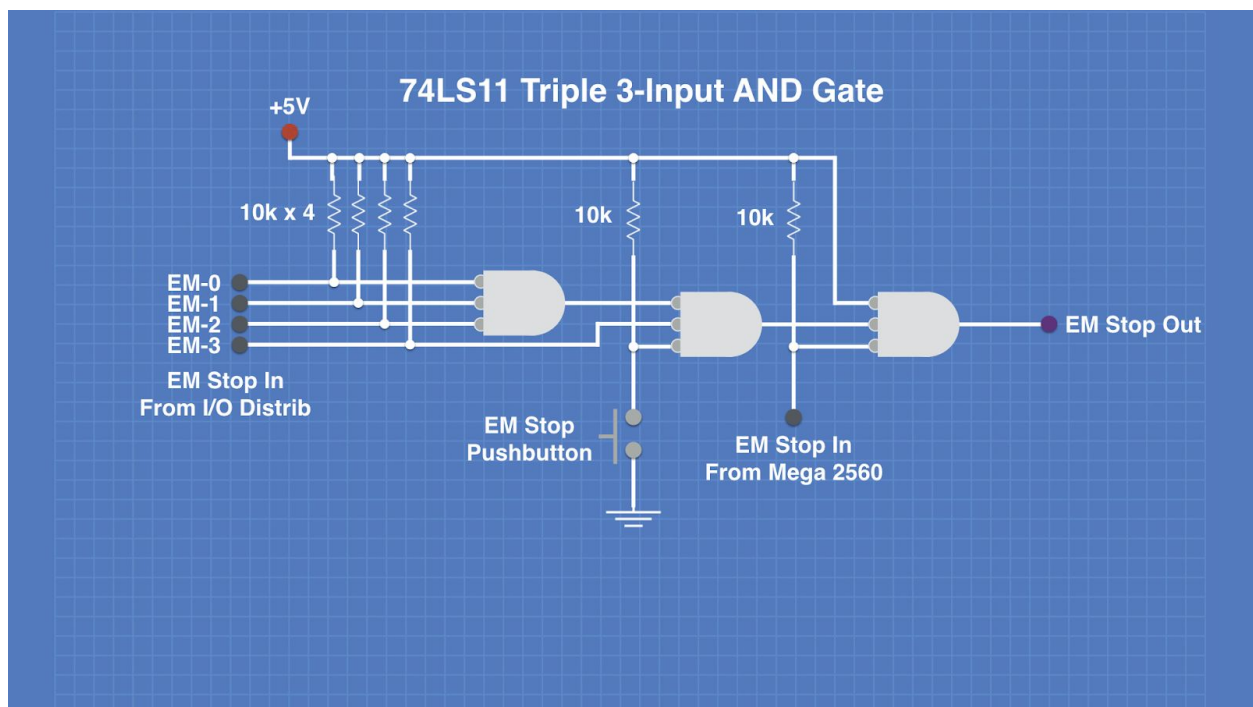 74LS11 Triple 3-Input AND Gate
+5V
10k x 4
10k
10k
EM-0
EM-1
EM-2
EM-3
EM Stop In
From I/O Distrib
EM Stop
Pushbutton
EM Stop In
From Mega 2560
EM Stop Out